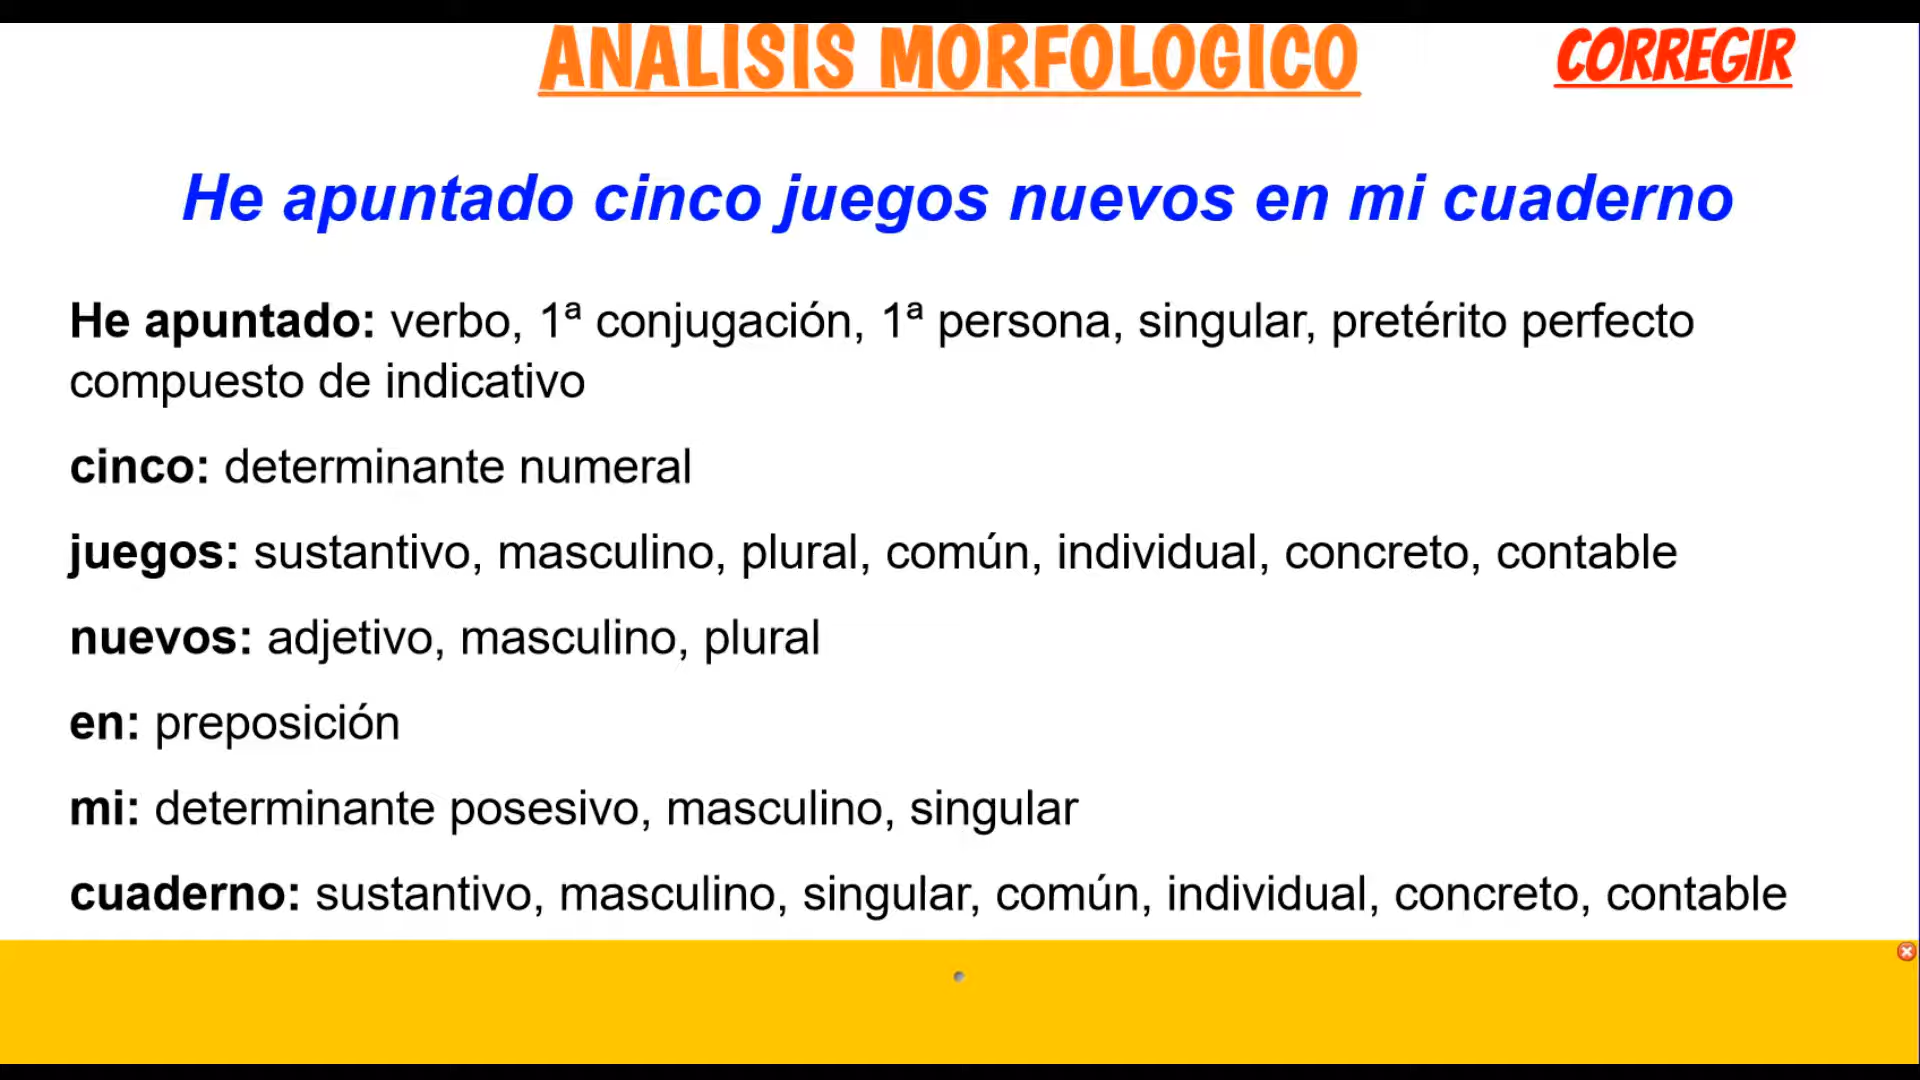 ANALISIS MORFOLOGICO
CORREGIR
He apuntado cinco juegos nuevos en mi cuaderno
He apuntado: verbo, 1ª conjugación, 1ª persona, singular, pretérito perfecto
compuesto de indicativo
cinco: determinante numeral
juegos: sustantivo, masculino, plural, común, individual, concreto, contable
nuevos: adjetivo, masculino, plural
en: preposición
mi: determinante posesivo, masculino, singular
cuaderno: sustantivo, masculino, singular, común, individual, concreto, contable